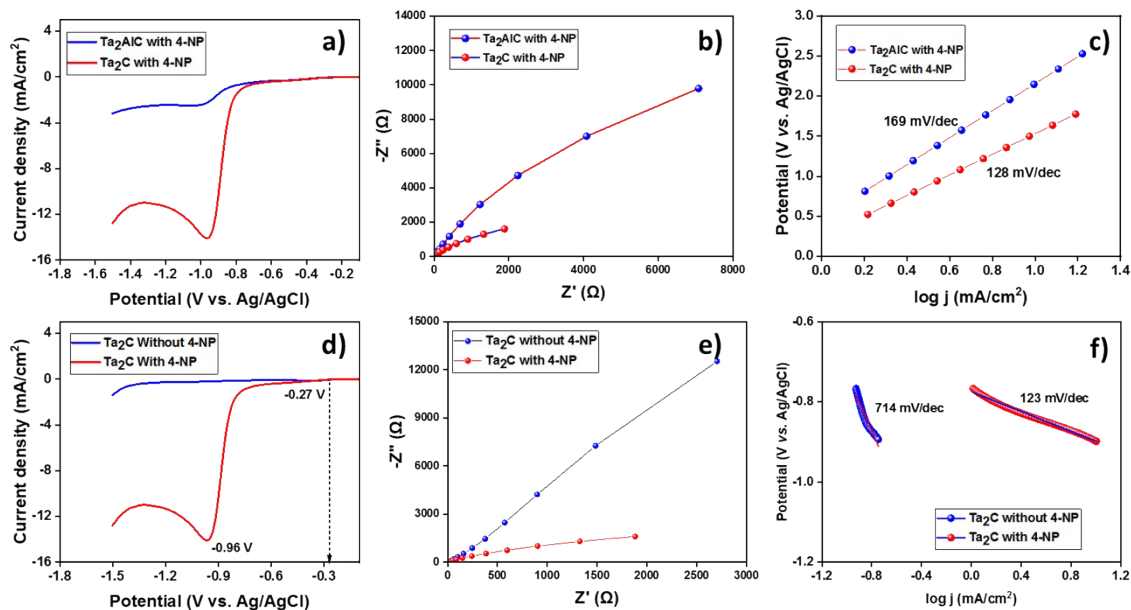 a)
Ta₂AlC with 4-NP
Ta₂C with 4-NP
4
0
-4
-8
-12
-16
Current density (mA/cm²)
-1.8 -1.6 -1.4 -1.2 -1.0 -0.8 -0.6 -0.4 -0.2
Potential (V vs. Ag/AgCl)
b)
Ta₂AlC with 4-NP
Ta₂C with 4-NP
14000
12000
10000
8000
6000
4000
2000
0
-Z'' (Ω)
0 2000 4000 6000 8000
Z' (Ω)
c)
Ta₂AlC with 4-NP
Ta₂C with 4-NP
169 mV/dec
128 mV/dec
3.0
2.5
2.0
1.5
1.0
0.5
0.0
Potential (V vs. Ag/AgCl)
0.0 0.2 0.4 0.6 0.8 1.0 1.2 1.4
log j (mA/cm²)
d)
Ta₂C Without 4-NP
Ta₂C With 4-NP
-0.27 V
-0.96 V
4
0
-4
-8
-12
-16
Current density (mA/cm²)
-1.8 -1.5 -1.2 -0.9 -0.6 -0.3
Potential (V vs. Ag/AgCl)
e)
Ta₂C without 4-NP
Ta₂C with 4-NP
15000
12000
9000
6000
3000
0
-Z'' (Ω)
0 500 1000 1500 2000 2500 3000
Z' (Ω)
f)
714 mV/dec
123 mV/dec
Ta₂C without 4-NP
Ta₂C with 4-NP
-0.6
-0.8
-1.0
-1.2
Potential (V vs. Ag/AgCl)
-1.2 -0.8 -0.4 0.0 0.4 0.8 1.2
log j (mA/cm²)